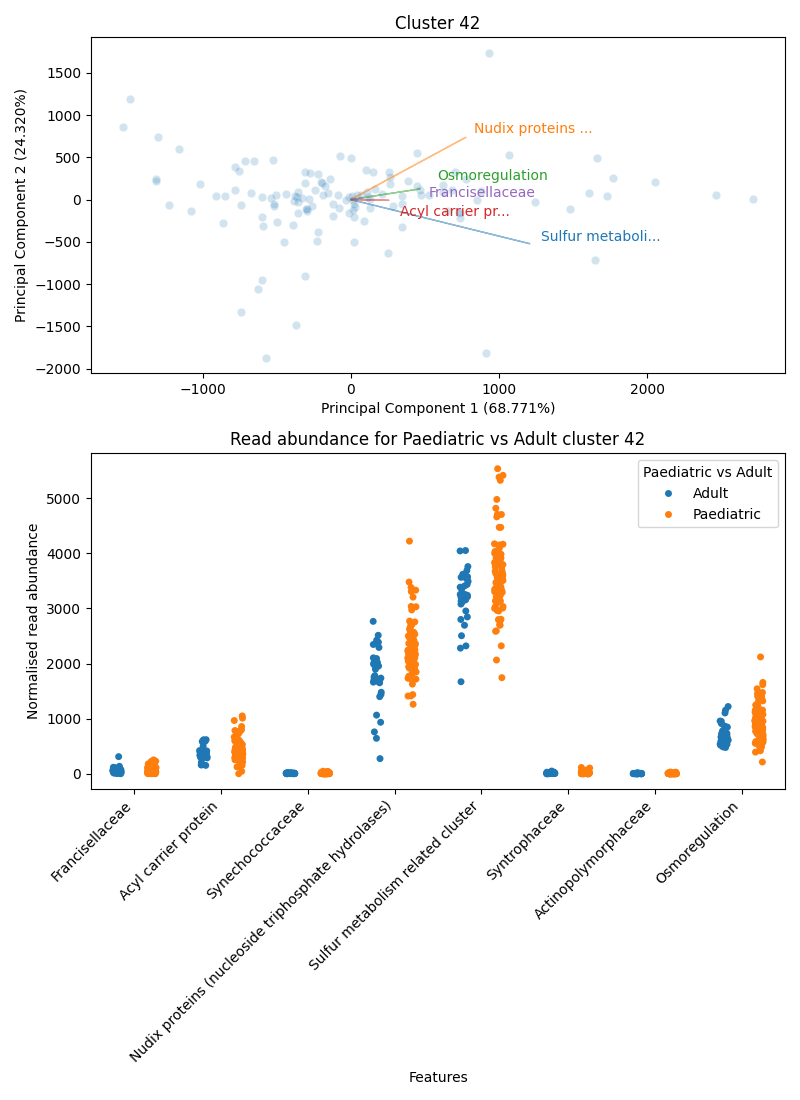 Cluster 42
1500
1000
500
0
−500
−1000
−1500
−2000
Principal Component 2 (24.320%)
Nudix proteins ...
Osmoregulation
Francisellaceae
Acyl carrier pr...
Sulfur metaboli...
−1000
0
1000
2000
Principal Component 1 (68.771%)
Read abundance for Paediatric vs Adult cluster 42
Paediatric vs Adult
Adult
Paediatric
5000
4000
3000
2000
1000
0
Normalised read abundance
Francisellaceae
Acyl carrier protein
Synechococcaceae
Nudix proteins (nucleoside triphosphate hydrolases)
Sulfur metabolism related cluster
Syntrophaceae
Actinopolymorphaceae
Osmoregulation
Features